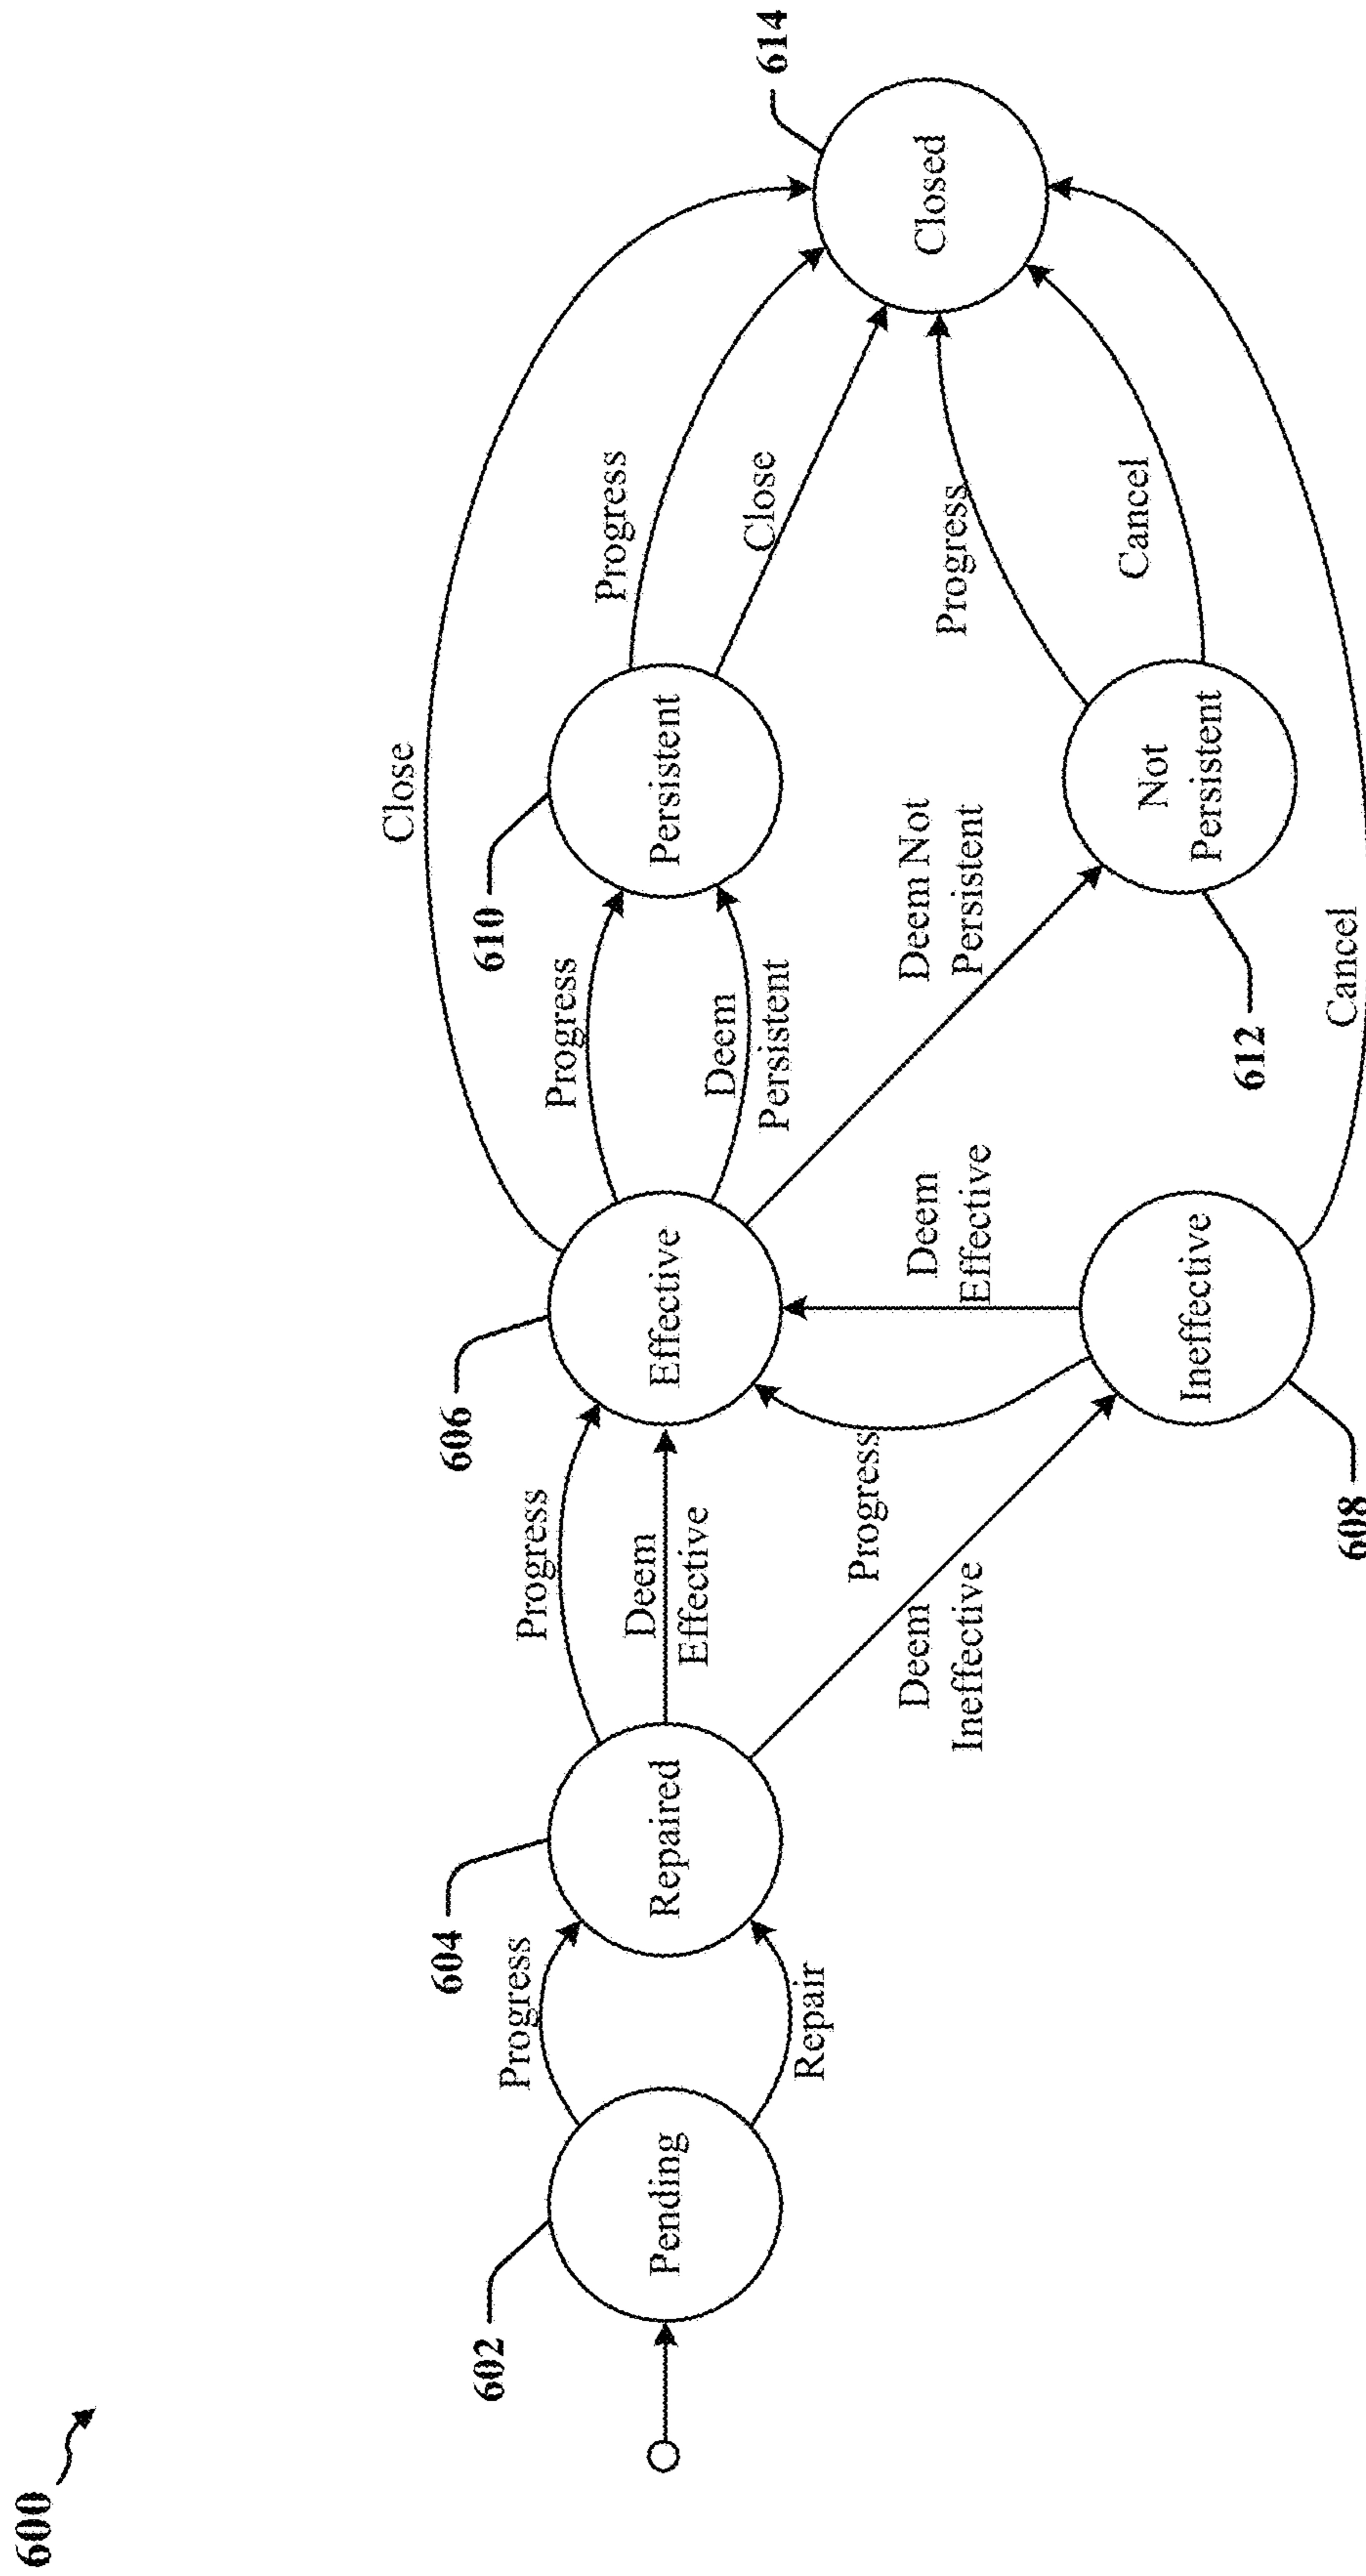 600
602
Pending
Progress
Repair
604
Repaired
Progress
Deem
Effective
Deem
Ineffective
606
Effective
Progress
Deem
Effective
608
Ineffective
Close
Progress
Deem
Persistent
Deem Not
Persistent
Cancel
610
Persistent
612
Not
Persistent
Progress
Close
Progress
Cancel
614
Closed